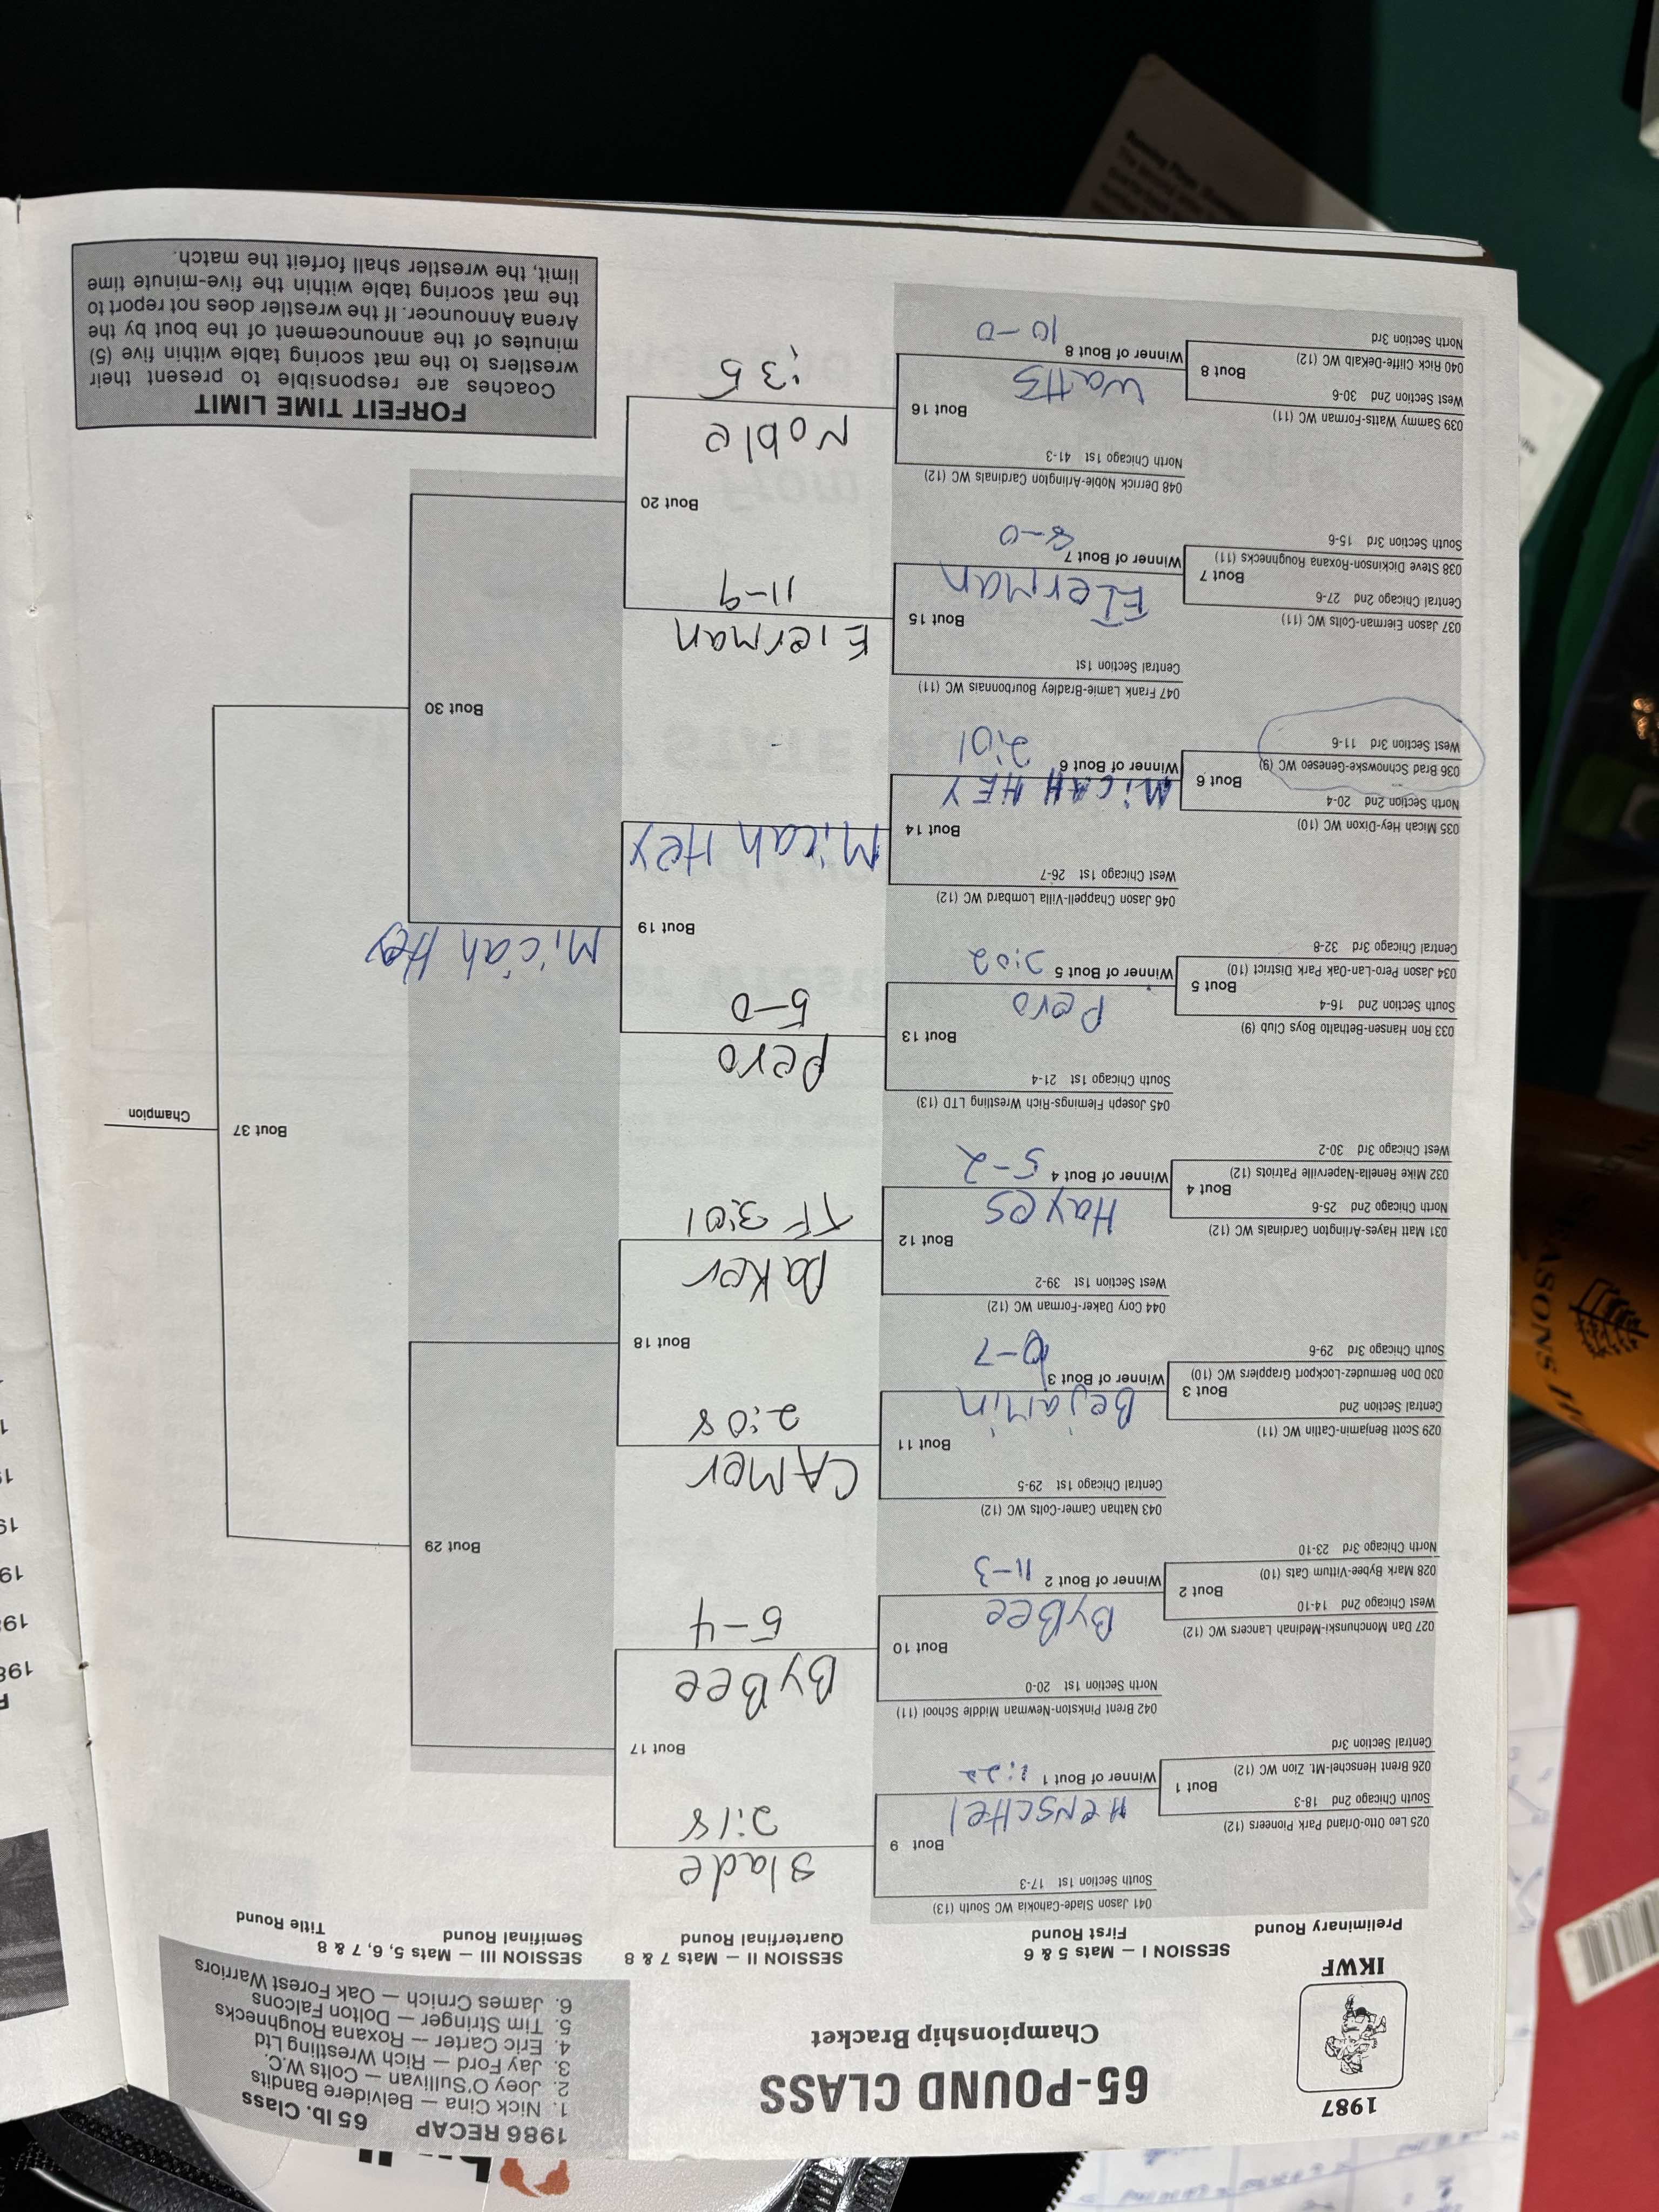 1987
IKWF
65-POUND CLASS
Championship Bracket
1986 RECAP 65 lb. Class
1. Nick Cina — Belvidere Bandits
2. Joey O'Sullivan — Colts W.C.
3. Jay Ford — Rich Wrestling Ltd
4. Eric Carter — Roxana Roughnecks
5. Tim Stringer — Dolton Falcons
6. James Crnich — Oak Forest Warriors
Preliminary Round
SESSION I — Mats 5 & 6
First Round
SESSION II — Mats 7 & 8
Quarterfinal Round
SESSION III — Mats 5, 6, 7 & 8
Semifinal Round
Title Round
041 Jason Slade-Cahokia WC South (13)
South Section 1st 17-3
Bout 9
025 Leo Otto-Orland Park Pioneers (12)
South Chicago 2nd 18-3
Bout 1
026 Brent Henschel-Mt. Zion WC (12)
Central Section 3rd
HENSCHEl
Winner of Bout 1
Slade
2:18
Bout 17
042 Brent Pinkston-Newman Middle School (11)
North Section 1st 20-0
Bout 10
027 Dan Monchunski-Medinah Lancers WC (12)
West Chicago 2nd 14-10
Bout 2
028 Mark Bybee-Vittum Cats (10)
North Chicago 3rd 23-10
ByBee
Winner of Bout 2 11-3
ByBee
5-4
Bout 29
043 Nathan Camer-Colts WC (12)
Central Chicago 1st 29-5
Bout 11
029 Scott Benjamin-Catlin WC (11)
Central Section 2nd
Bout 3
030 Don Bermudez-Lockport Grapplers WC (10)
South Chicago 3rd 29-6
Bejamin
Winner of Bout 3
CAMer
2:08
Bout 18
044 Cory Daker-Forman WC (12)
West Section 1st 39-2
Bout 12
031 Matt Hayes-Arlington Cardinals WC (12)
North Chicago 2nd 25-6
Bout 4
032 Mike Renella-Naperville Patriots (12)
West Chicago 3rd 30-2
Hayes
Winner of Bout 4 5-2
Daker
TF 3:01
Bout 37
Champion
045 Joseph Flemings-Rich Wrestling LTD (13)
South Chicago 1st 21-4
Bout 13
033 Ron Hansen-Bethalto Boys Club (9)
South Section 2nd 16-4
Bout 5
034 Jason Pero-Lan-Oak Park District (10)
Central Chicago 3rd 32-8
Pero
Winner of Bout 5 2:02
Pero
5-0
Bout 19
Micah Hey
046 Jason Chappell-Villa Lombard WC (12)
West Chicago 1st 26-7
Bout 14
035 Micah Hey-Dixon WC (10)
North Section 2nd 20-4
Bout 6
036 Brad Schnowske-Geneseo WC (9)
West Section 3rd 11-6
MiCAH HEY
Winner of Bout 6
2:01
Micah Hey
Bout 30
047 Frank Lamie-Bradley Bourbonnais WC (11)
Central Section 1st
Bout 15
037 Jason Eierman-Colts WC (11)
Central Chicago 2nd 27-6
Bout 7
038 Steve Dickinson-Roxana Roughnecks (11)
South Section 3rd 15-6
EIerman
Winner of Bout 7
8-0
Eierman
11-9
Bout 20
048 Derrick Noble-Arlington Cardinals WC (12)
North Chicago 1st 41-3
Bout 16
039 Sammy Watts-Forman WC (11)
West Section 2nd 30-6
Bout 8
040 Rick Cliffe-DeKalb WC (12)
North Section 3rd
Watts
Winner of Bout 8
10-0
Noble
:35
FORFEIT TIME LIMIT
Coaches are responsible to present their
wrestlers to the mat scoring table within five (5)
minutes of the announcement of the bout by the
Arena Announcer. If the wrestler does not report to
the mat scoring table within the five-minute time
limit, the wrestler shall forfeit the match.